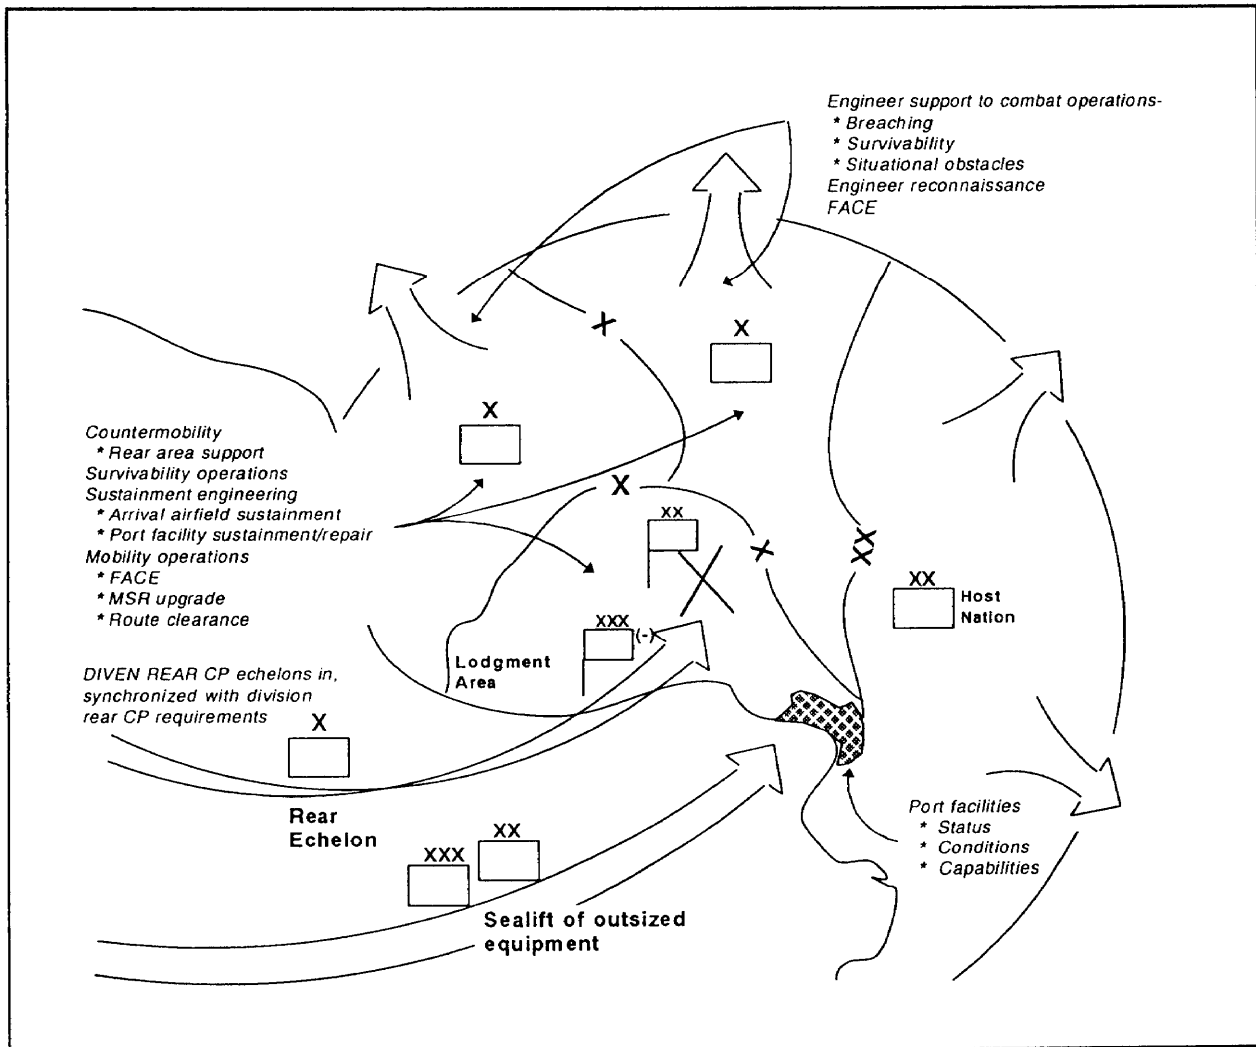 Engineer support to combat operations-
* Breaching
* Survivability
* Situational obstacles
Engineer reconnaissance
FACE
X
X
X
Countermobility
* Rear area support
Survivability operations
Sustainment engineering
* Arrival airfield sustainment
* Port facility sustainment/repair
Mobility operations
* FACE
* MSR upgrade
* Route clearance
X
XX
X
XX
XX
Host
Nation
XXX
(-)
Lodgment
Area
DIVEN REAR CP echelons in,
synchronized with division
rear CP requirements
X
Rear
Echelon
Port facilities
* Status
* Conditions
* Capabilities
XXX
XX
Sealift of outsized
equipment